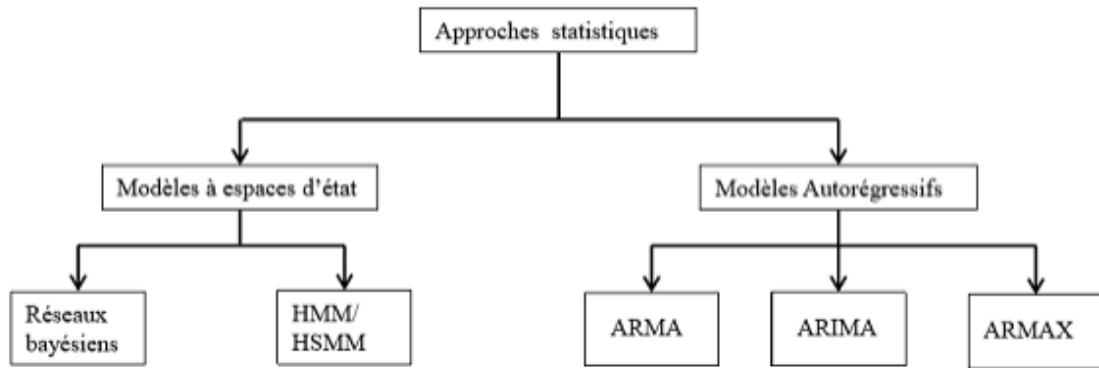 Approches statistiques
Modèles à espaces d’état
Modèles Autorégressifs
Réseaux
bayésiens
HMM/
HSMM
ARMA
ARIMA
ARMAX